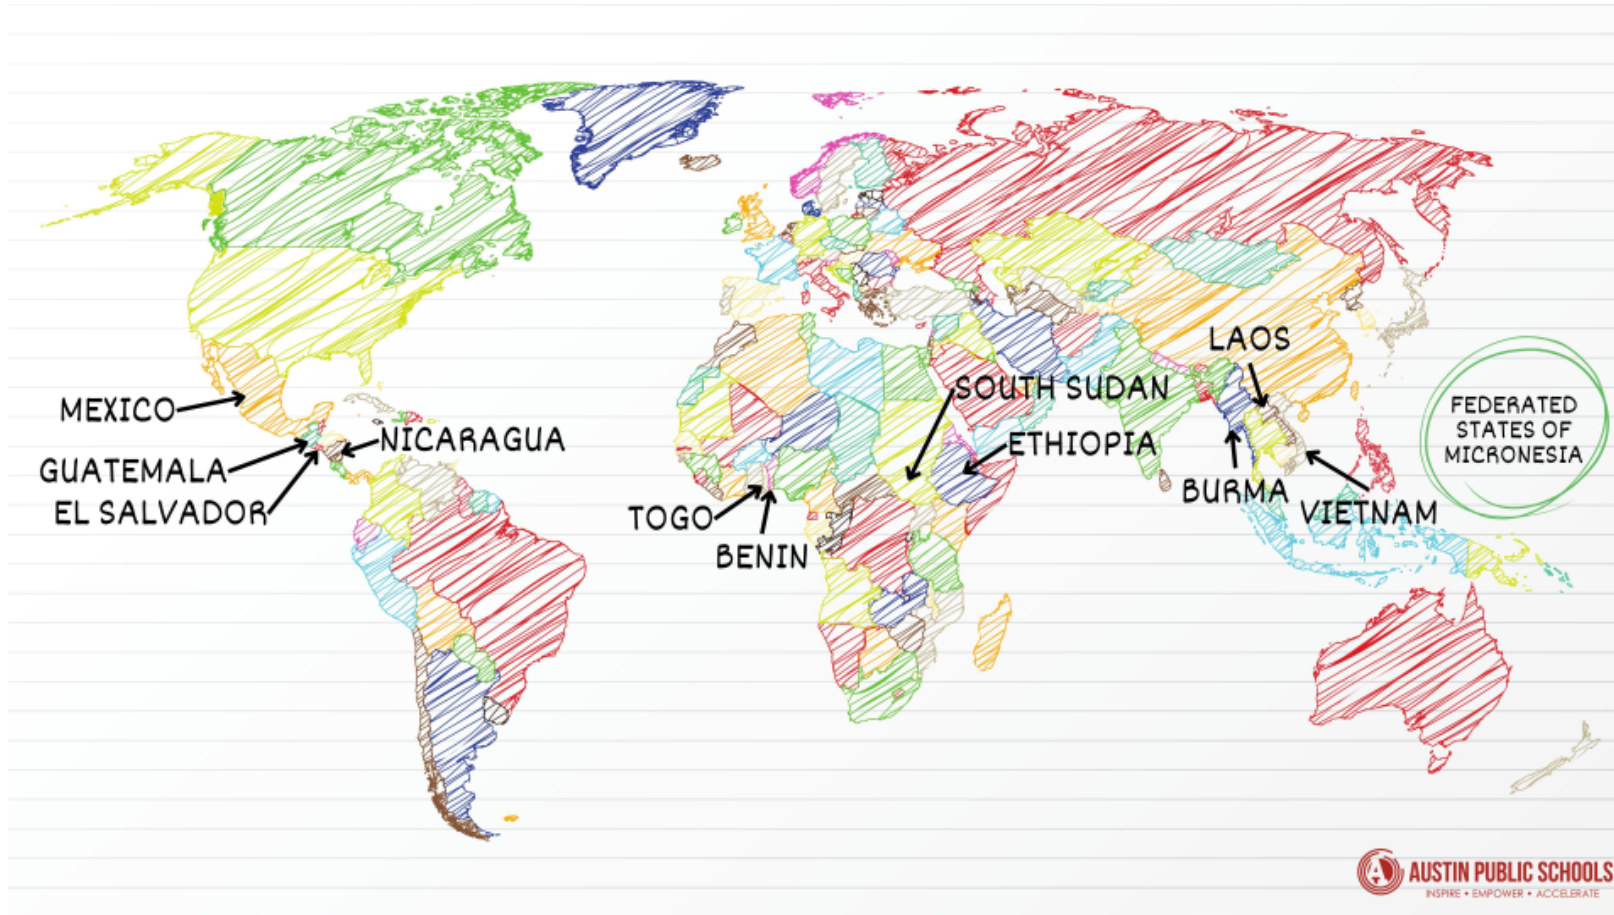 LAOS
SOUTH SUDAN
MEXICO
FEDERATED
STATES OF
MICRONESIA
NICARAGUA
ETHIOPIA
GUATEMALA
BURMA
EL SALVADOR
VIETNAM
TOGO
BENIN
AUSTIN PUBLIC SCHOOLS
INSPIRE • EMPOWER • ACCELERATE